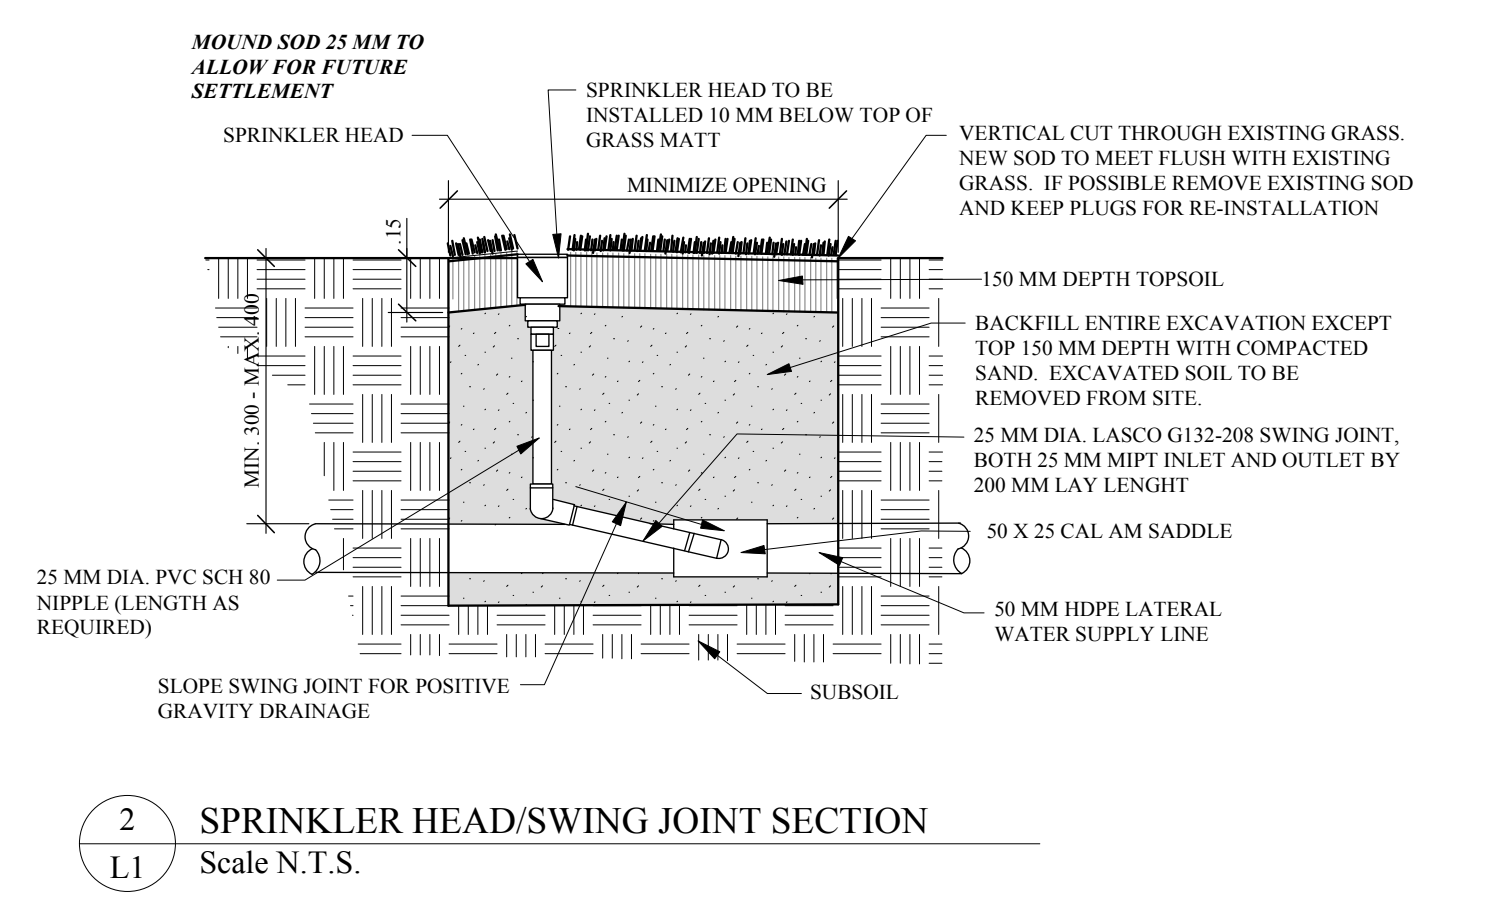 MOUND SOD 25 MM TO
ALLOW FOR FUTURE
SETTLEMENT
SPRINKLER HEAD
SPRINKLER HEAD TO BE
INSTALLED 10 MM BELOW TOP OF
GRASS MATT
MINIMIZE OPENING
VERTICAL CUT THROUGH EXISTING GRASS.
NEW SOD TO MEET FLUSH WITH EXISTING
GRASS. IF POSSIBLE REMOVE EXISTING SOD
AND KEEP PLUGS FOR RE-INSTALLATION
.15
MIN. 300 - MAX. 400
150 MM DEPTH TOPSOIL
BACKFILL ENTIRE EXCAVATION EXCEPT
TOP 150 MM DEPTH WITH COMPACTED
SAND. EXCAVATED SOIL TO BE
REMOVED FROM SITE.
25 MM DIA. LASCO G132-208 SWING JOINT,
BOTH 25 MM MIPT INLET AND OUTLET BY
200 MM LAY LENGHT
50 X 25 CAL AM SADDLE
25 MM DIA. PVC SCH 80
NIPPLE (LENGTH AS
REQUIRED)
50 MM HDPE LATERAL
WATER SUPPLY LINE
SLOPE SWING JOINT FOR POSITIVE
GRAVITY DRAINAGE
SUBSOIL
2
L1
SPRINKLER HEAD/SWING JOINT SECTION
Scale N.T.S.